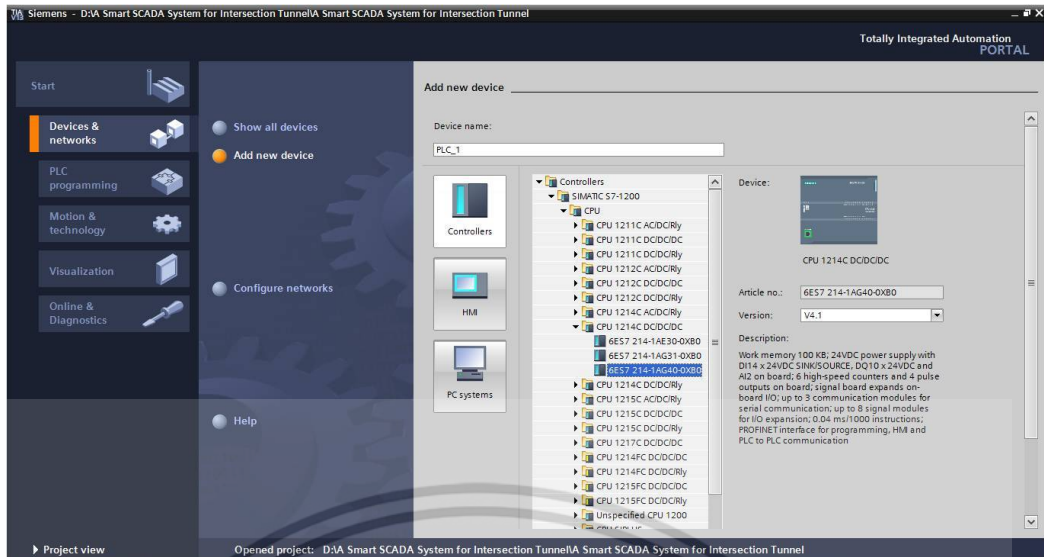 Siemens - D:\A Smart SCADA System for Intersection Tunnel\A Smart SCADA System for Intersection Tunnel
Totally Integrated Automation
PORTAL
Start
Devices &
networks
PLC
programming
Motion &
technology
Visualization
Online &
Diagnostics
Show all devices
Add new device
Configure networks
Help
Add new device
Device name:
PLC_1
Controllers
HMI
PC systems
Controllers
SIMATIC S7-1200
CPU
CPU 1211C AC/DC/Rly
CPU 1211C DC/DC/DC
CPU 1211C DC/DC/Rly
CPU 1212C AC/DC/Rly
CPU 1212C DC/DC/DC
CPU 1212C DC/DC/Rly
CPU 1214C AC/DC/Rly
CPU 1214C DC/DC/DC
6ES7 214-1AE30-0XB0
6ES7 214-1AG31-0XB0
6ES7 214-1AG40-0XB0
CPU 1214C DC/DC/Rly
CPU 1215C AC/DC/Rly
CPU 1215C DC/DC/DC
CPU 1215C DC/DC/Rly
CPU 1217C DC/DC/DC
CPU 1214FC DC/DC/DC
CPU 1214FC DC/DC/Rly
CPU 1215FC DC/DC/DC
CPU 1215FC DC/DC/Rly
Unspecified CPU 1200
Device:
CPU 1214C DC/DC/DC
Article no.:
6ES7 214-1AG40-0XB0
Version:
V4.1
Description:
Work memory 100 KB; 24VDC power supply with
DI14 x 24VDC SINK/SOURCE, DQ10 x 24VDC and
AI2 on board; 6 high-speed counters and 4 pulse
outputs on board; signal board expands on-
board I/O; up to 3 communication modules for
serial communication; up to 8 signal modules
for I/O expansion; 0.04 ms/1000 instructions;
PROFINET interface for programming, HMI and
PLC to PLC communication
Project view
Opened project: D:\A Smart SCADA System for Intersection Tunnel\A Smart SCADA System for Intersection Tunnel